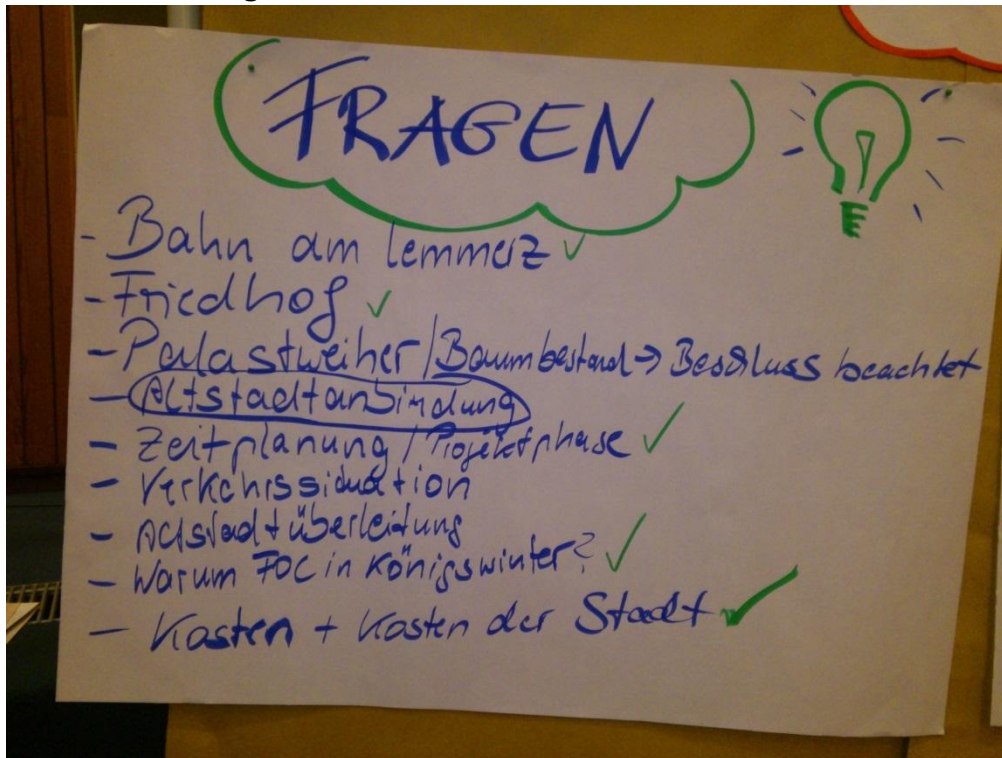 FRAGEN
- Bahn am Lemmerz ✓
- Friedhof ✓
- Palastweiher / Baumbestand → Beschluss beachtet
- Altstadtanbindung
- Zeitplanung / Projektphase ✓
- Verkehrssituation
- Altstadtüberleitung
- Warum FOC in Königswinter? ✓
- Kosten + Kosten der Stadt ✓